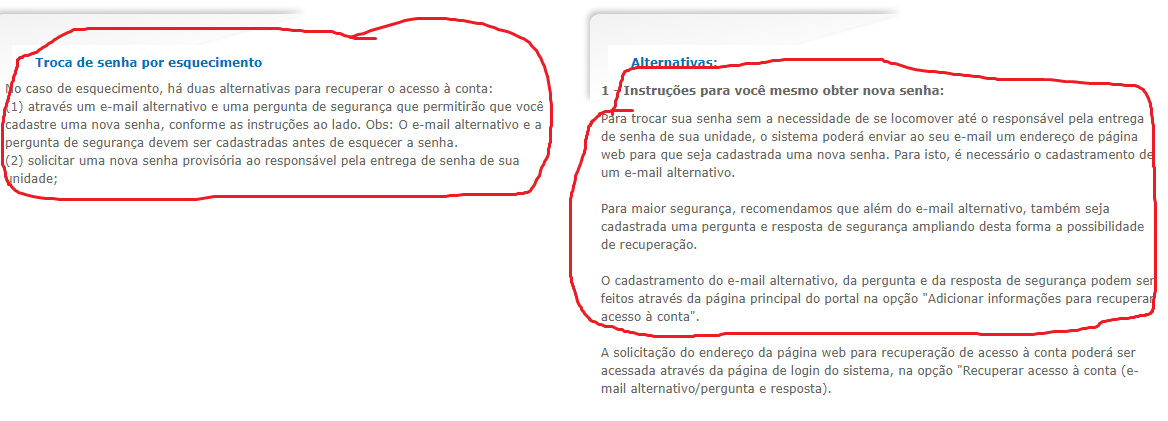 Troca de senha por esquecimento
No caso de esquecimento, há duas alternativas para recuperar o acesso à conta:
(1) através um e-mail alternativo e uma pergunta de segurança que permitirão que você
cadastre uma nova senha, conforme as instruções ao lado. Obs: O e-mail alternativo e a
pergunta de segurança devem ser cadastradas antes de esquecer a senha.
(2) solicitar uma nova senha provisória ao responsável pela entrega de senha de sua
unidade;
Alternativas:
1 - Instruções para você mesmo obter nova senha:
Para trocar sua senha sem a necessidade de se locomover até o responsável pela entrega
de senha de sua unidade, o sistema poderá enviar ao seu e-mail um endereço de página
web para que seja cadastrada uma nova senha. Para isto, é necessário o cadastramento de
um e-mail alternativo.
Para maior segurança, recomendamos que além do e-mail alternativo, também seja
cadastrada uma pergunta e resposta de segurança ampliando desta forma a possibilidade
de recuperação.
O cadastramento do e-mail alternativo, da pergunta e da resposta de segurança podem ser
feitos através da página principal do portal na opção "Adicionar informações para recuperar
acesso à conta".
A solicitação do endereço da página web para recuperação de acesso à conta poderá ser
acessada através da página de login do sistema, na opção "Recuperar acesso à conta (e-
mail alternativo/pergunta e resposta).